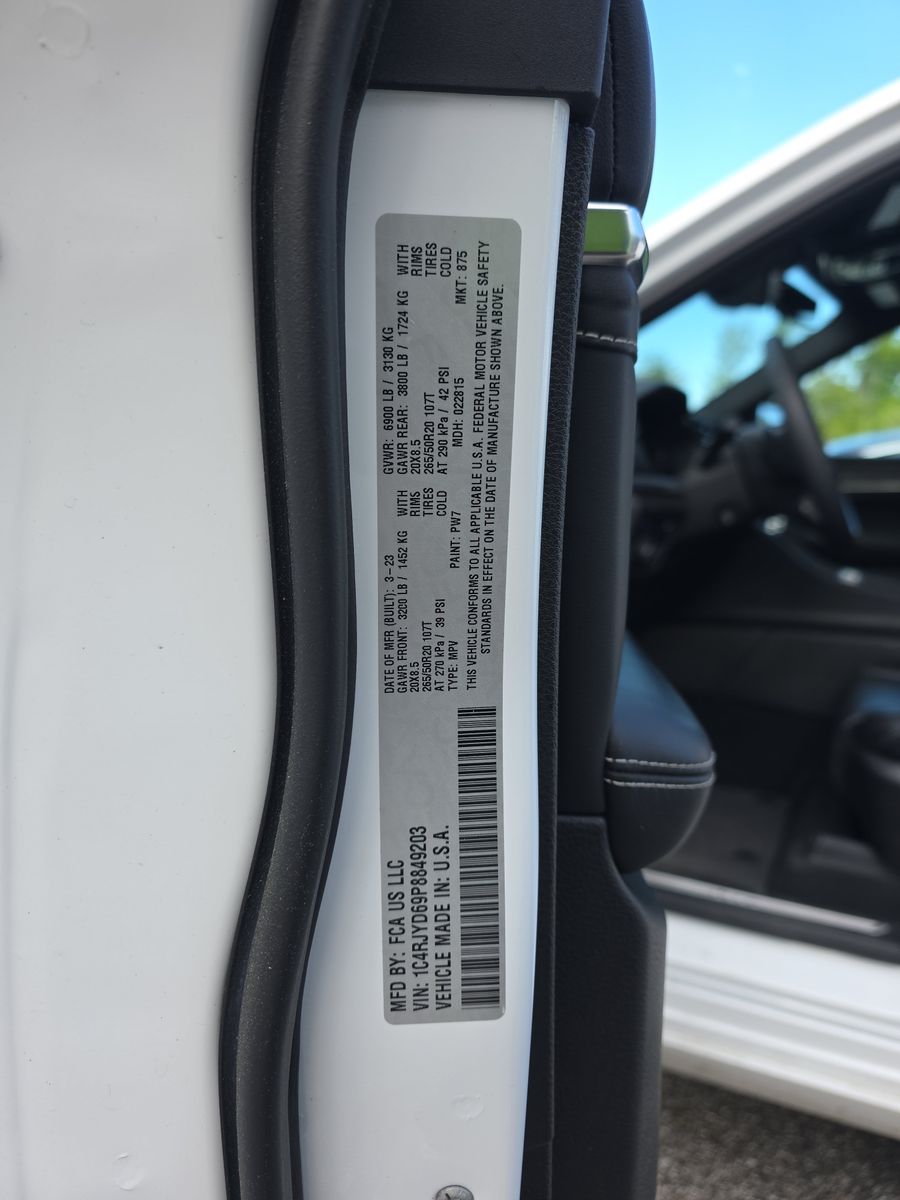 MFD BY: FCA US LLC
VIN: 1C4RJYD69P8849203
VEHICLE MADE IN: U.S.A.
DATE OF MFR (BUILT): 3-23 GVWR: 6900 LB / 3130 KG
GAWR FRONT: 3200 LB / 1452 KG WITH GAWR REAR: 3800 LB / 1724 KG WITH
20X8.5 RIMS 20X8.5 RIMS
265/50R20 107T TIRES 265/50R20 107T TIRES
AT 270 kPa / 39 PSI COLD AT 290 kPa / 42 PSI COLD
TYPE: MPV PAINT: PW7 MDH: 022815 MKT: 875
THIS VEHICLE CONFORMS TO ALL APPLICABLE U.S.A. FEDERAL MOTOR VEHICLE SAFETY
STANDARDS IN EFFECT ON THE DATE OF MANUFACTURE SHOWN ABOVE.